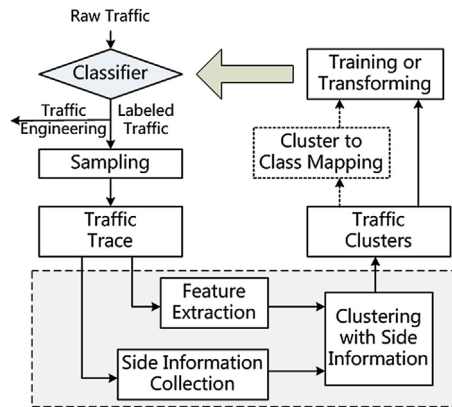 Raw Traffic
Classifier
Traffic
Engineering
Labeled
Traffic
Sampling
Traffic
Trace
Training or
Transforming
Cluster to
Class Mapping
Traffic
Clusters
Feature
Extraction
Side Information
Collection
Clustering
with Side
Information